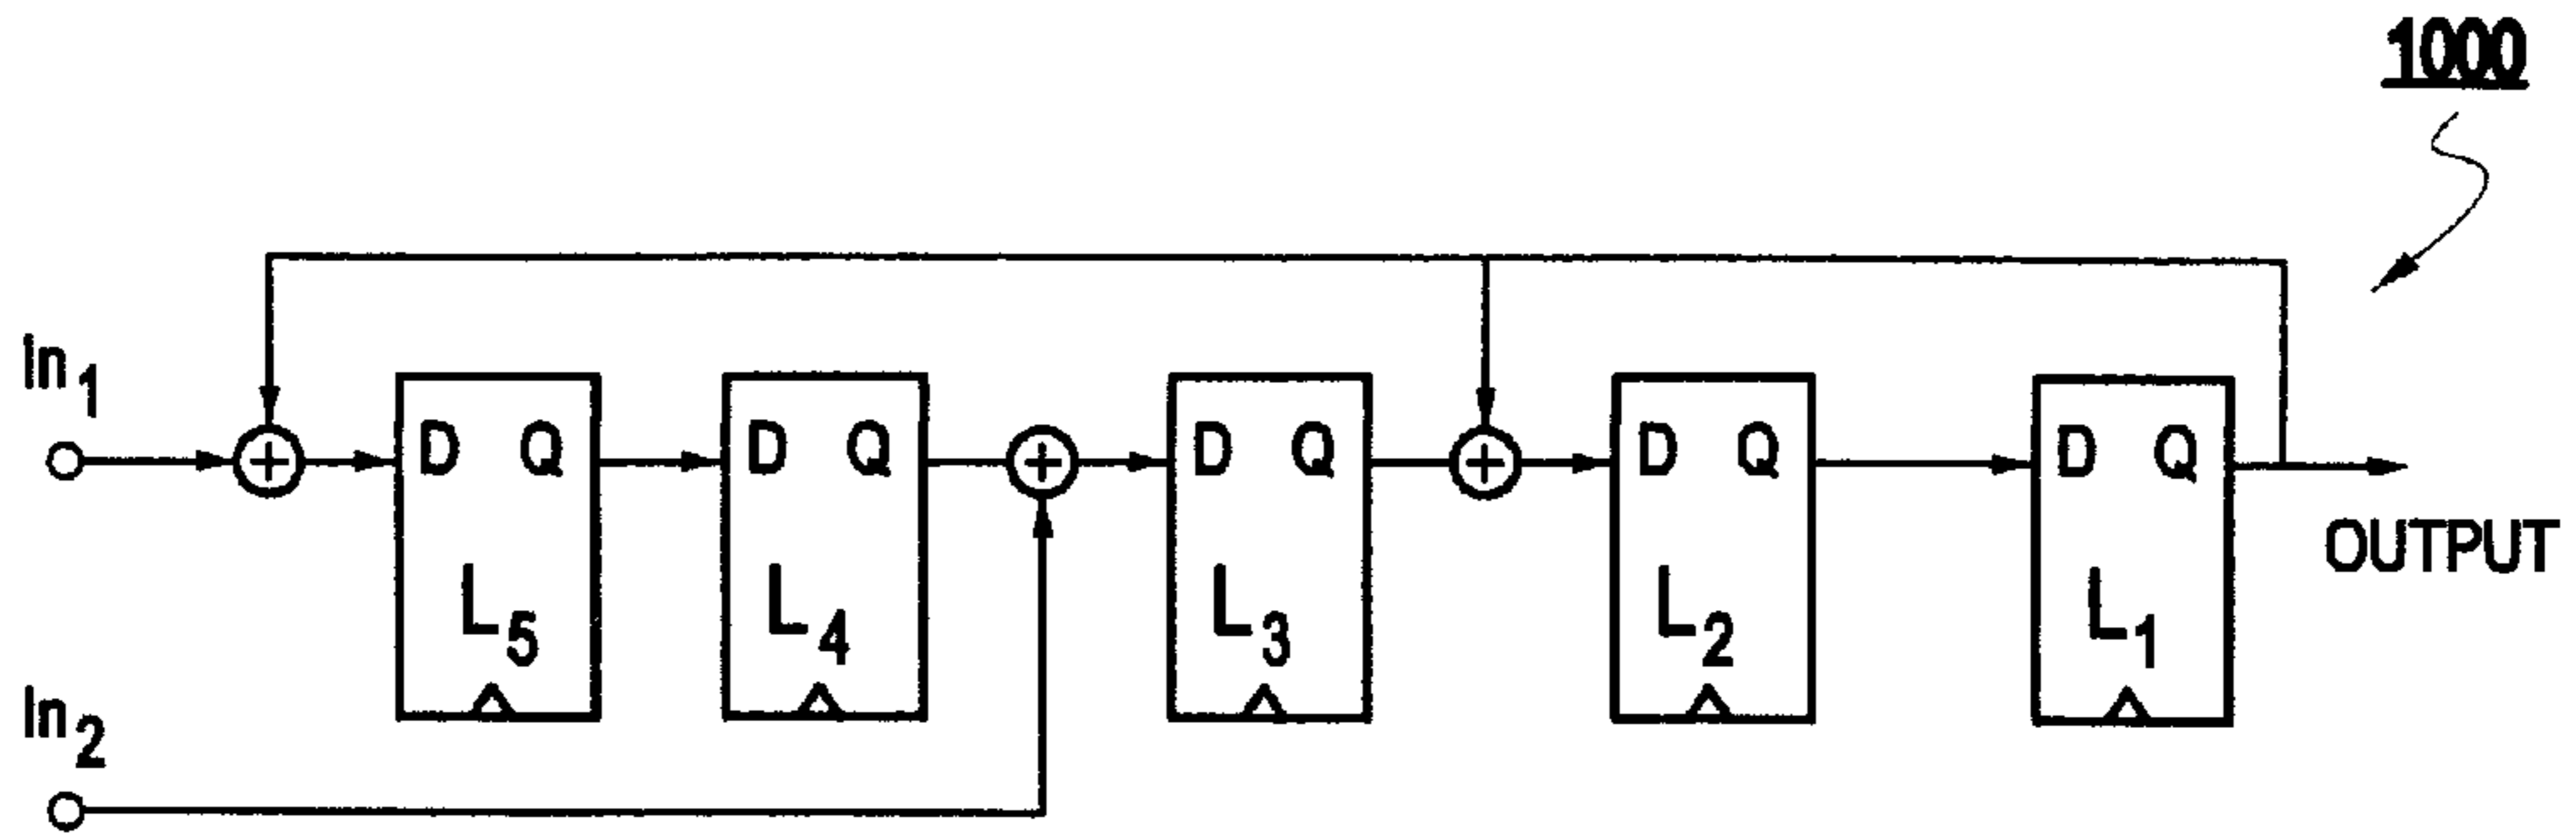 1000
In1
D Q D Q D Q D Q D Q
L5 L4 L3 L2 L1
OUTPUT
In2